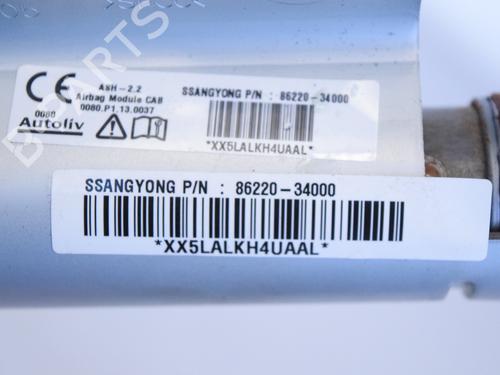 CE
ASH-2.2
Airbag Module CAB
0080.P1.13.0037
0080
Autoliv
SSANGYONG P/N : 86220-34000
*XX5LALKH4UAAL*
SSANGYONG P/N : 86220-34000
*XX5LALKH4UAAL*